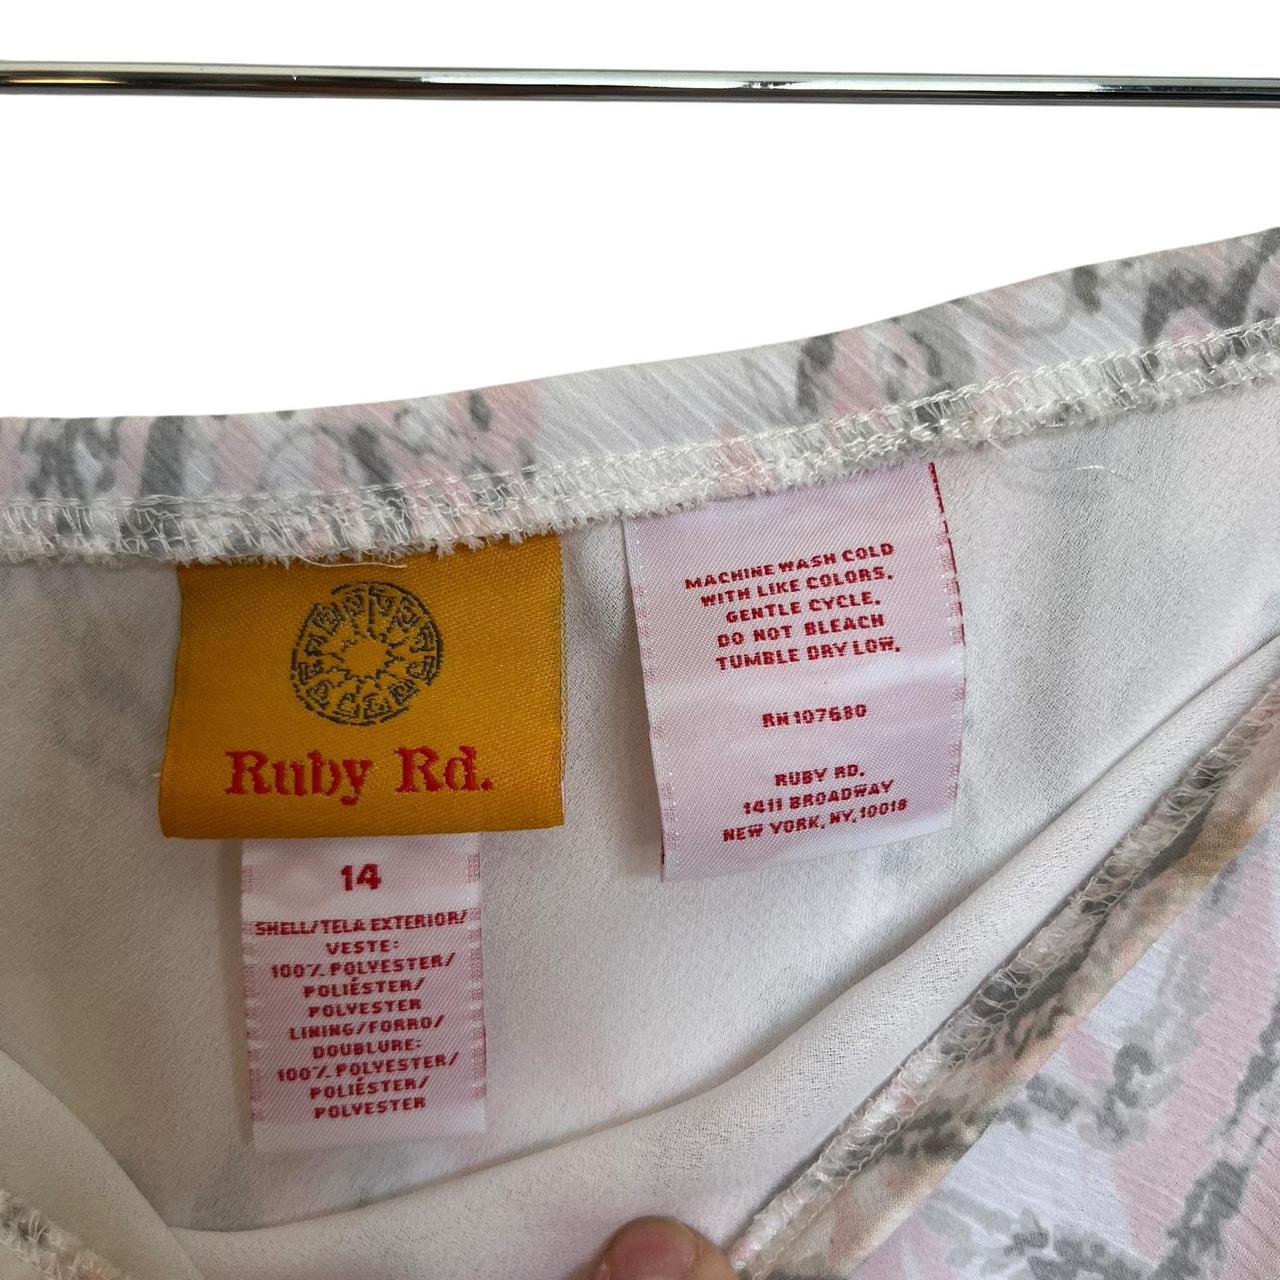 Ruby Rd.
14
SHELL/TELA EXTERIOR/
VESTE:
100% POLYESTER/
POLIÉSTER/
POLYESTER
LINING/FORRO/
DOUBLURE:
100% POLYESTER/
POLIÉSTER/
POLYESTER
MACHINE WASH COLD
WITH LIKE COLORS,
GENTLE CYCLE,
DO NOT BLEACH
TUMBLE DRY LOW.
RN 107680
RUBY RD.
1411 BROADWAY
NEW YORK, NY, 10018